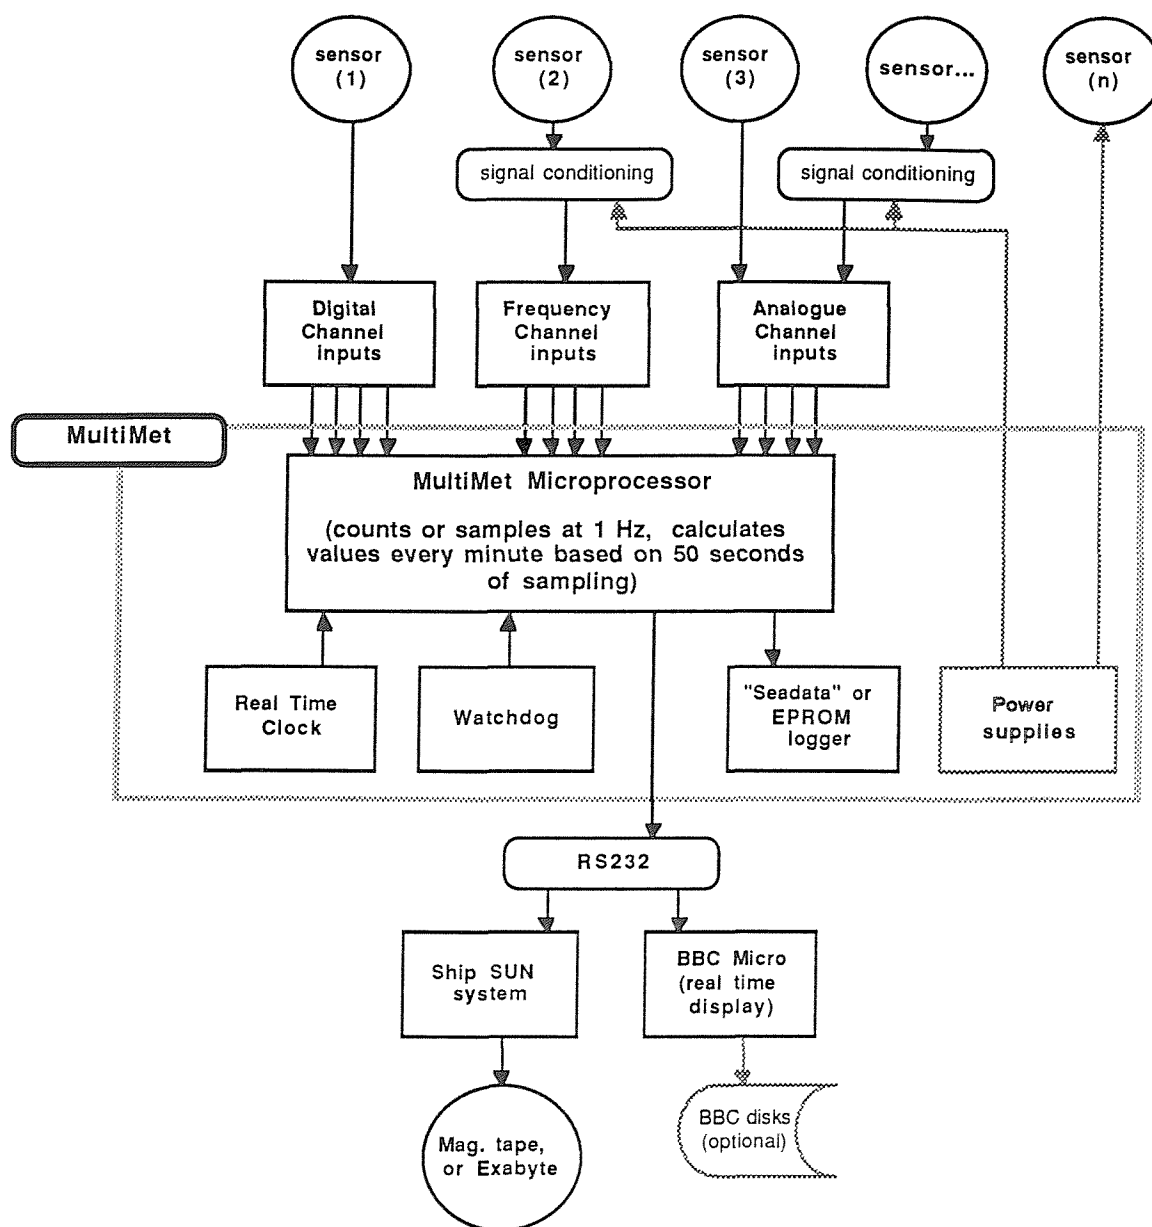 sensor
(1)
sensor
(2)
sensor
(3)
sensor...
sensor
(n)
signal conditioning
signal conditioning
Digital
Channel
inputs
Frequency
Channel
inputs
Analogue
Channel
inputs
MultiMet
MultiMet Microprocessor
(counts or samples at 1 Hz, calculates
values every minute based on 50 seconds
of sampling)
Real Time
Clock
Watchdog
"Seadata" or
EPROM
logger
Power
supplies
RS232
Ship SUN
system
BBC Micro
(real time
display)
Mag. tape,
or Exabyte
BBC disks
(optional)